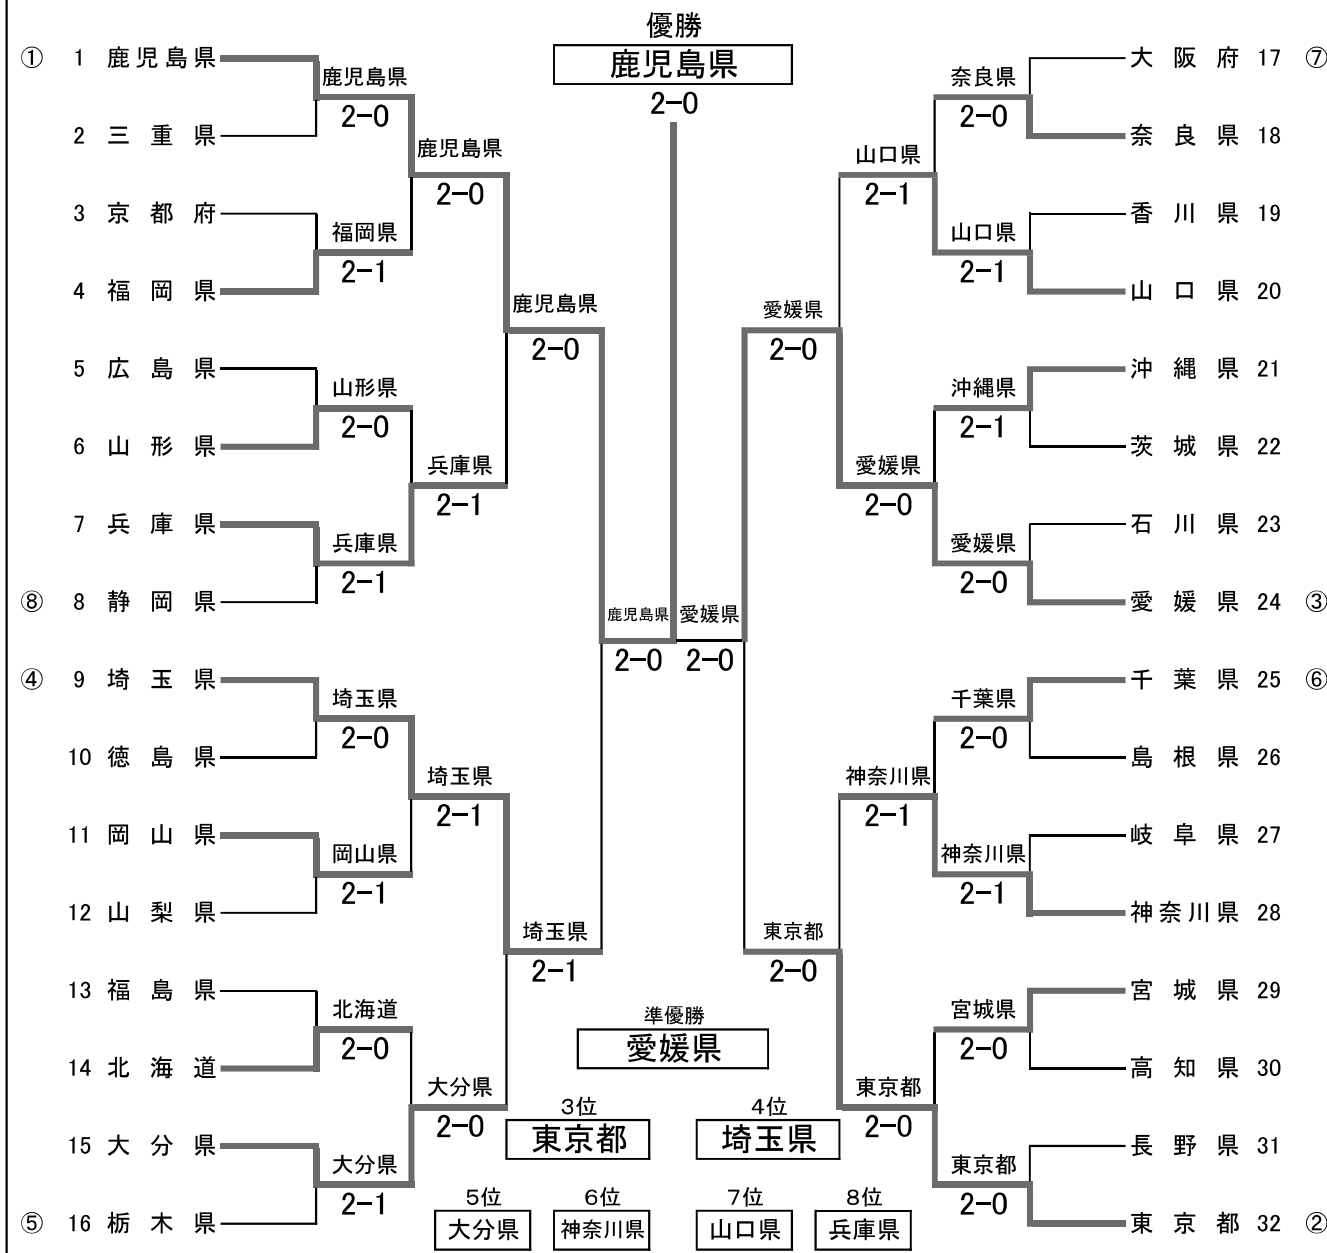 優勝
鹿児島県
2-0
① 1 鹿児島県
2 三重県
3 京都府
4 福岡県
5 広島県
6 山形県
7 兵庫県
⑧ 8 静岡県
④ 9 埼玉県
10 徳島県
11 岡山県
12 山梨県
13 福島県
14 北海道
15 大分県
⑤ 16 栃木県
鹿児島県
2-0
福岡県
2-1
山形県
2-0
兵庫県
2-1
埼玉県
2-0
岡山県
2-1
北海道
2-0
大分県
2-1
鹿児島県
2-0
兵庫県
2-1
埼玉県
2-1
大分県
2-0
鹿児島県
2-0
埼玉県
2-1
鹿児島県
2-0
愛媛県
2-0
愛媛県
2-0
東京都
2-0
山口県
2-1
愛媛県
2-0
神奈川県
2-1
東京都
2-0
奈良県
2-0
山口県
2-1
沖縄県
2-1
愛媛県
2-0
千葉県
2-0
神奈川県
2-1
宮城県
2-0
東京都
2-0
大阪府 17 ⑦
奈良県 18
香川県 19
山口県 20
沖縄県 21
茨城県 22
石川県 23
愛媛県 24 ③
千葉県 25 ⑥
島根県 26
岐阜県 27
神奈川県 28
宮城県 29
高知県 30
長野県 31
東京都 32 ②
準優勝
愛媛県
3位
東京都
4位
埼玉県
5位
大分県
6位
神奈川県
7位
山口県
8位
兵庫県